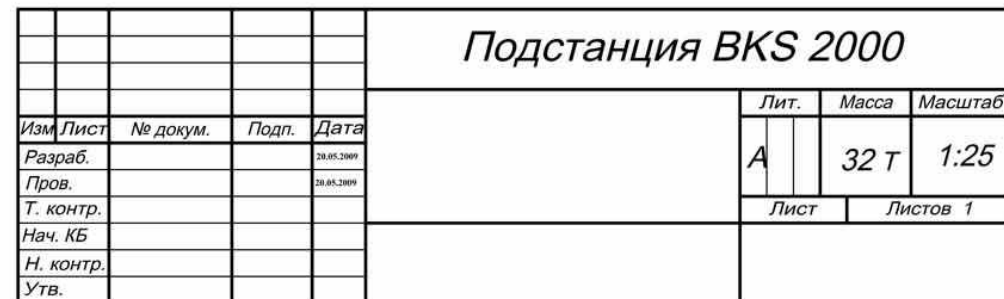 Подстанция BKS 2000
Лит. Масса Масштаб
Изм Лист № докум. Подп. Дата
А 32 Т 1:25
Разраб. 20.05.2009
Пров. 20.05.2009
Т. контр. Лист Листов 1
Нач. КБ
Н. контр.
Утв.